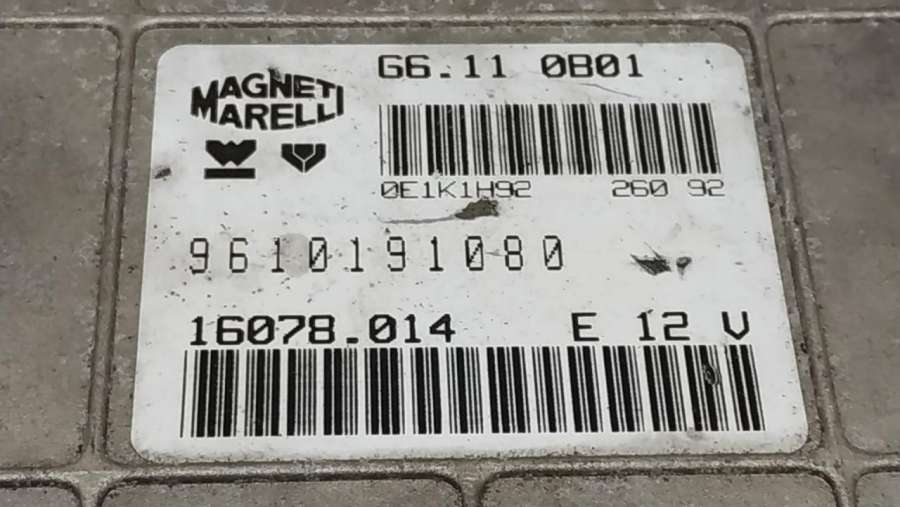 MAGNETI
MARELLI
G6.11 0B01
0E1K1H92 260 92
9610191080
16078.014 E 12 V